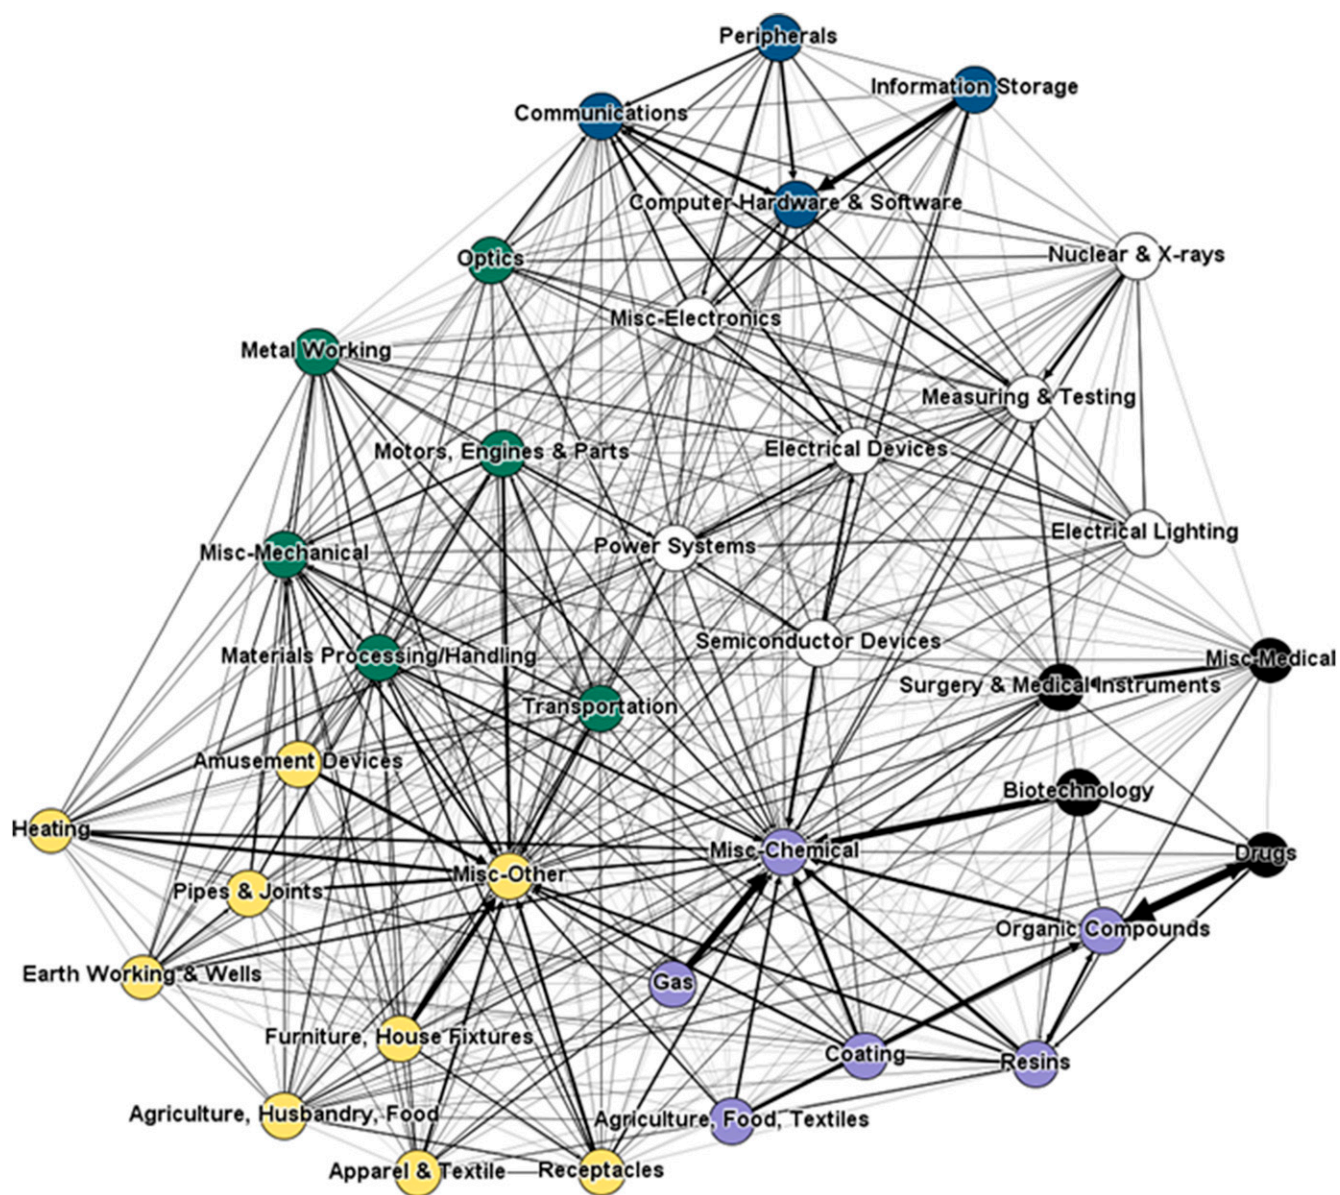 Peripherals
Information Storage
Communications
Computer Hardware & Software
Nuclear & X-rays
Optics
Misc-Electronics
Metal Working
Measuring & Testing
Motors, Engines & Parts
Electrical Devices
Electrical Lighting
Misc-Mechanical
Power Systems
Semiconductor Devices
Materials Processing/Handling
Misc-Medical
Surgery & Medical Instruments
Transportation
Amusement Devices
Biotechnology
Heating
Misc-Chemical
Drugs
Misc-Other
Pipes & Joints
Organic Compounds
Earth Working & Wells
Gas
Furniture, House Fixtures
Coating
Resins
Agriculture, Husbandry, Food
Agriculture, Food, Textiles
Apparel & Textile
Receptacles